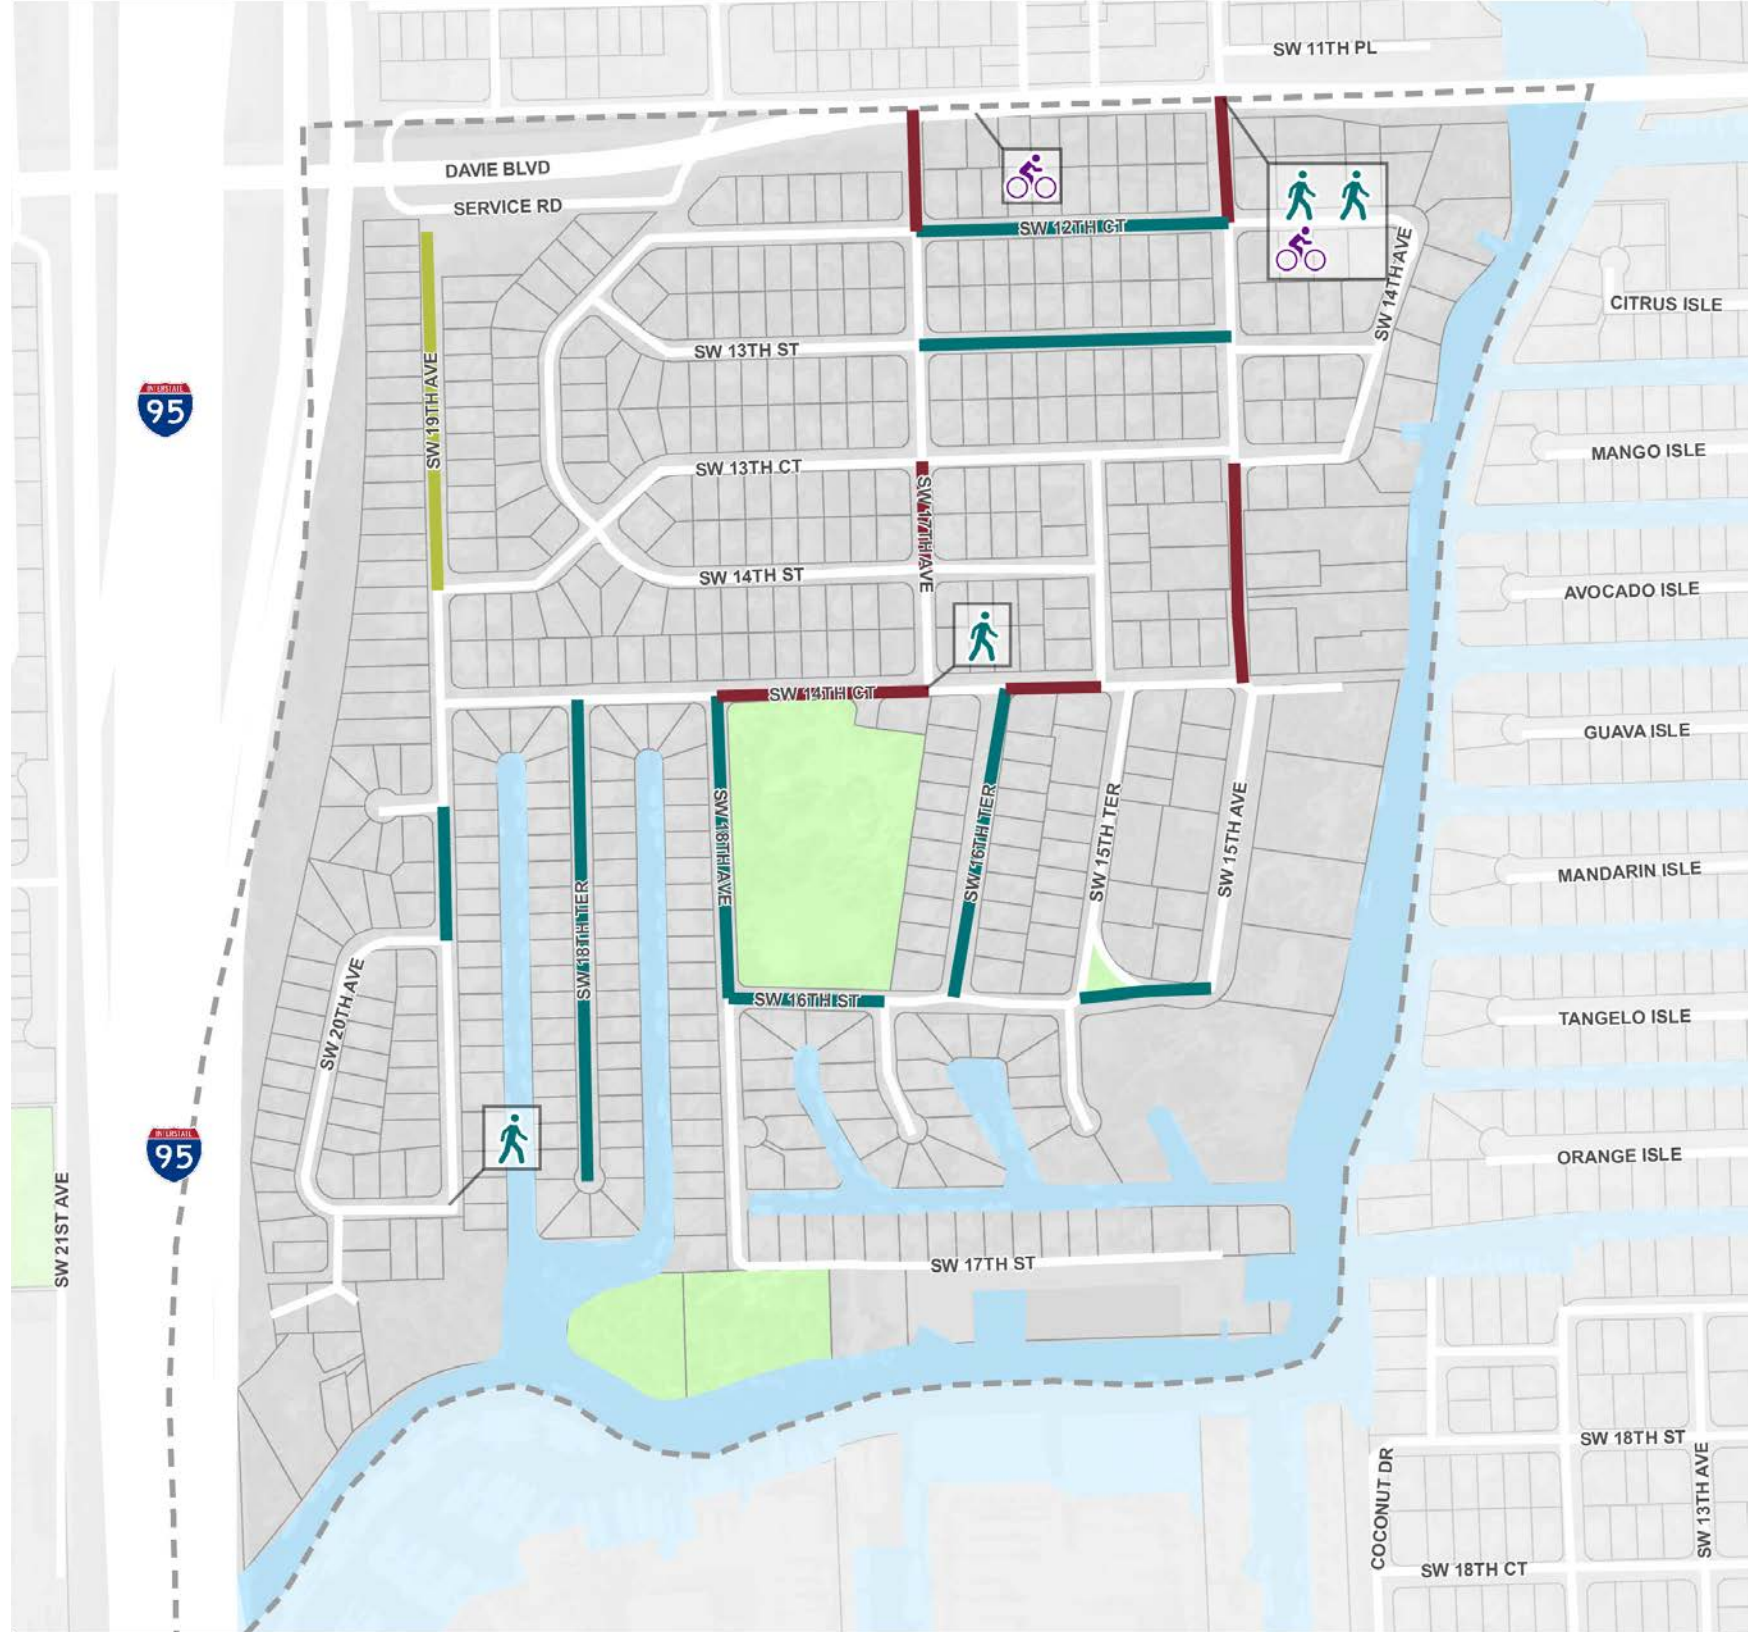 SW 11TH PL
DAVIE BLVD
SERVICE RD
SW 12TH CT
SW 14TH AVE
CITRUS ISLE
SW 13TH ST
SW 19TH AVE
INTERSTATE
95
MANGO ISLE
SW 13TH CT
SW 17TH AVE
SW 14TH ST
AVOCADO ISLE
SW 14TH CT
GUAVA ISLE
SW 18TH AVE
SW 16TH TER
SW 15TH TER
SW 15TH AVE
MANDARIN ISLE
SW 18TH TER
SW 16TH ST
SW 20TH AVE
TANGELO ISLE
INTERSTATE
95
ORANGE ISLE
SW 21ST AVE
SW 17TH ST
SW 18TH ST
COCONUT DR
SW 13TH AVE
SW 18TH CT